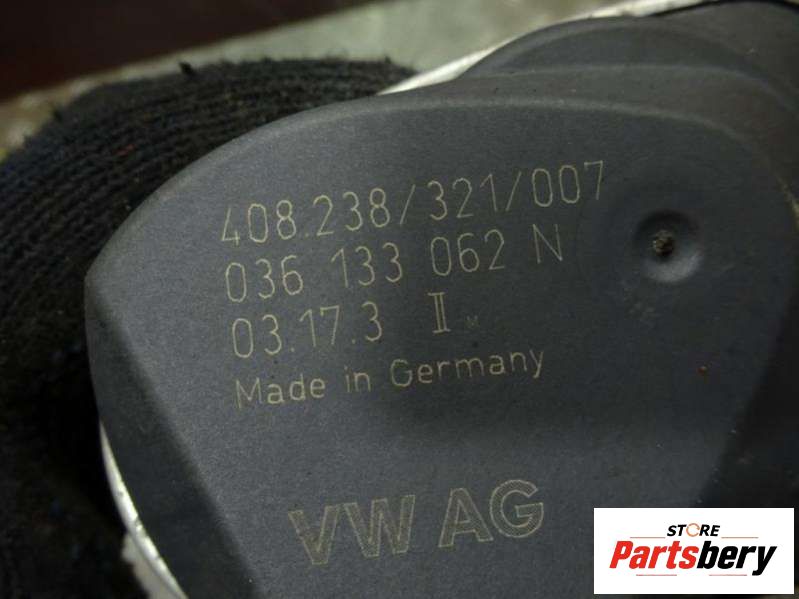 408.238/321/007
036 133 062 N
03.17.3 II M
Made in Germany
VW AG
STORE
Partsbery